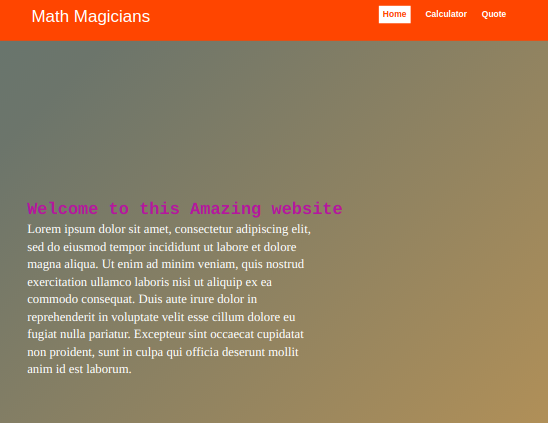 Math Magicians
Home Calculator Quote
Welcome to this Amazing website
Lorem ipsum dolor sit amet, consectetur adipiscing elit,
sed do eiusmod tempor incididunt ut labore et dolore
magna aliqua. Ut enim ad minim veniam, quis nostrud
exercitation ullamco laboris nisi ut aliquip ex ea
commodo consequat. Duis aute irure dolor in
reprehenderit in voluptate velit esse cillum dolore eu
fugiat nulla pariatur. Excepteur sint occaecat cupidatat
non proident, sunt in culpa qui officia deserunt mollit
anim id est laborum.